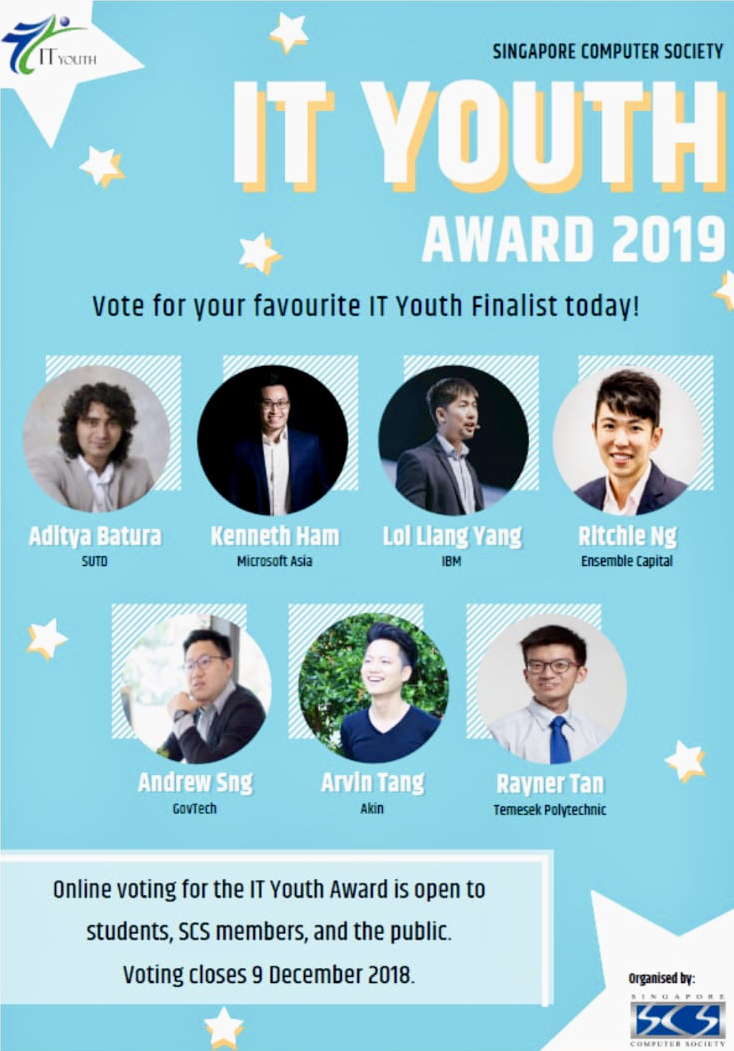 IT YOUTH
SINGAPORE COMPUTER SOCIETY
IT YOUTH
AWARD 2019
Vote for your favourite IT Youth Finalist today!
Aditya Batura
SUTD
Kenneth Ham
Microsoft Asia
Loi Liang Yang
IBM
Ritchie Ng
Ensemble Capital
Andrew Sng
GovTech
Arvin Tang
Akin
Rayner Tan
Temesek Polytechnic
Online voting for the IT Youth Award is open to
students, SCS members, and the public.
Voting closes 9 December 2018.
Organised by:
SINGAPORE
SCS
COMPUTER SOCIETY